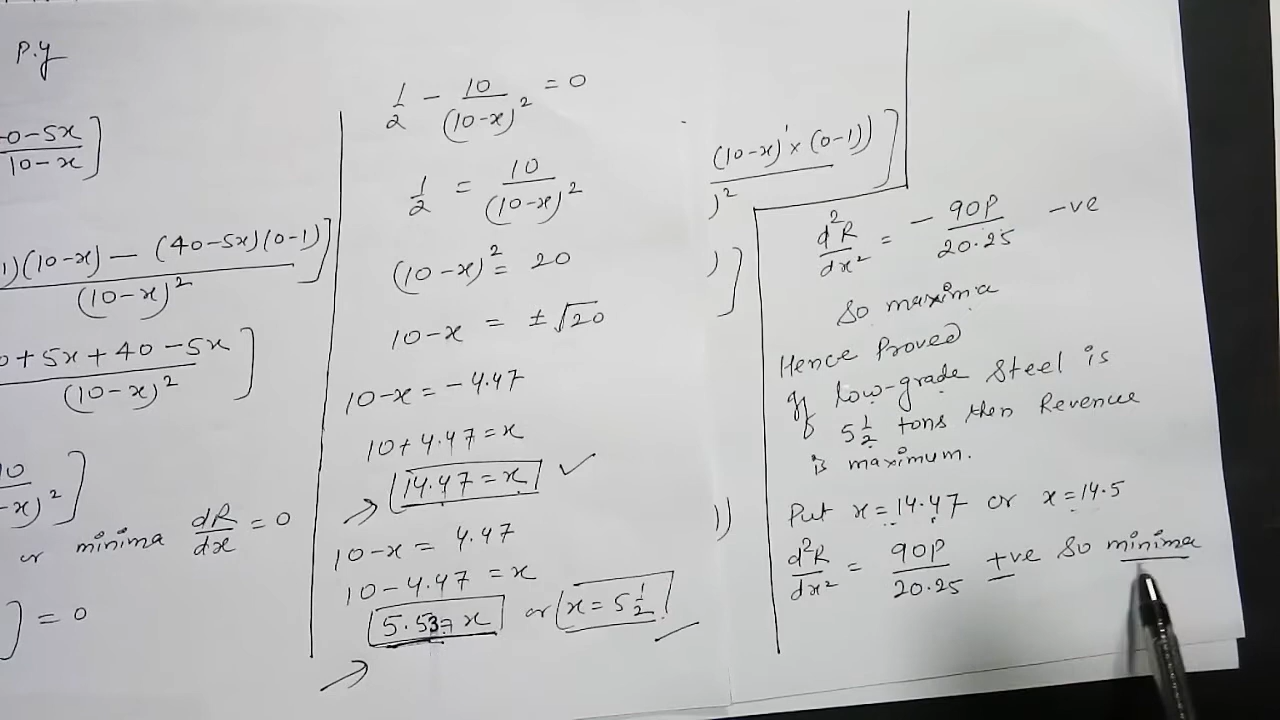 P.y
0-5x]
10-x
1)(10-x) - (40-5x)(0-1)]
(10-x)²
0+5x+40-5x]
(10-x)²
10]
-x)²
or minima dR/dx = 0
] = 0
1/2 - 10/(10-x)² = 0
1/2 = 10/(10-x)²
(10-x)² = 20
10-x = ±√20
10-x = -4.47
10+4.47 = x
14.47 = x ✓
10-x = 4.47
10-4.47 = x
5.537 x or x = 5 1/2
(10-x)' × (0-1))]
)²
)]
))
d²R/dx² = - 90P/20.25 -ve
So maxima
Hence Proved
If low-grade Steel is
5 1/2 tons then Revenue
is maximum.
Put x = 14.47 or x = 14.5
d²R/dx² = 90P/20.25 +ve So minima